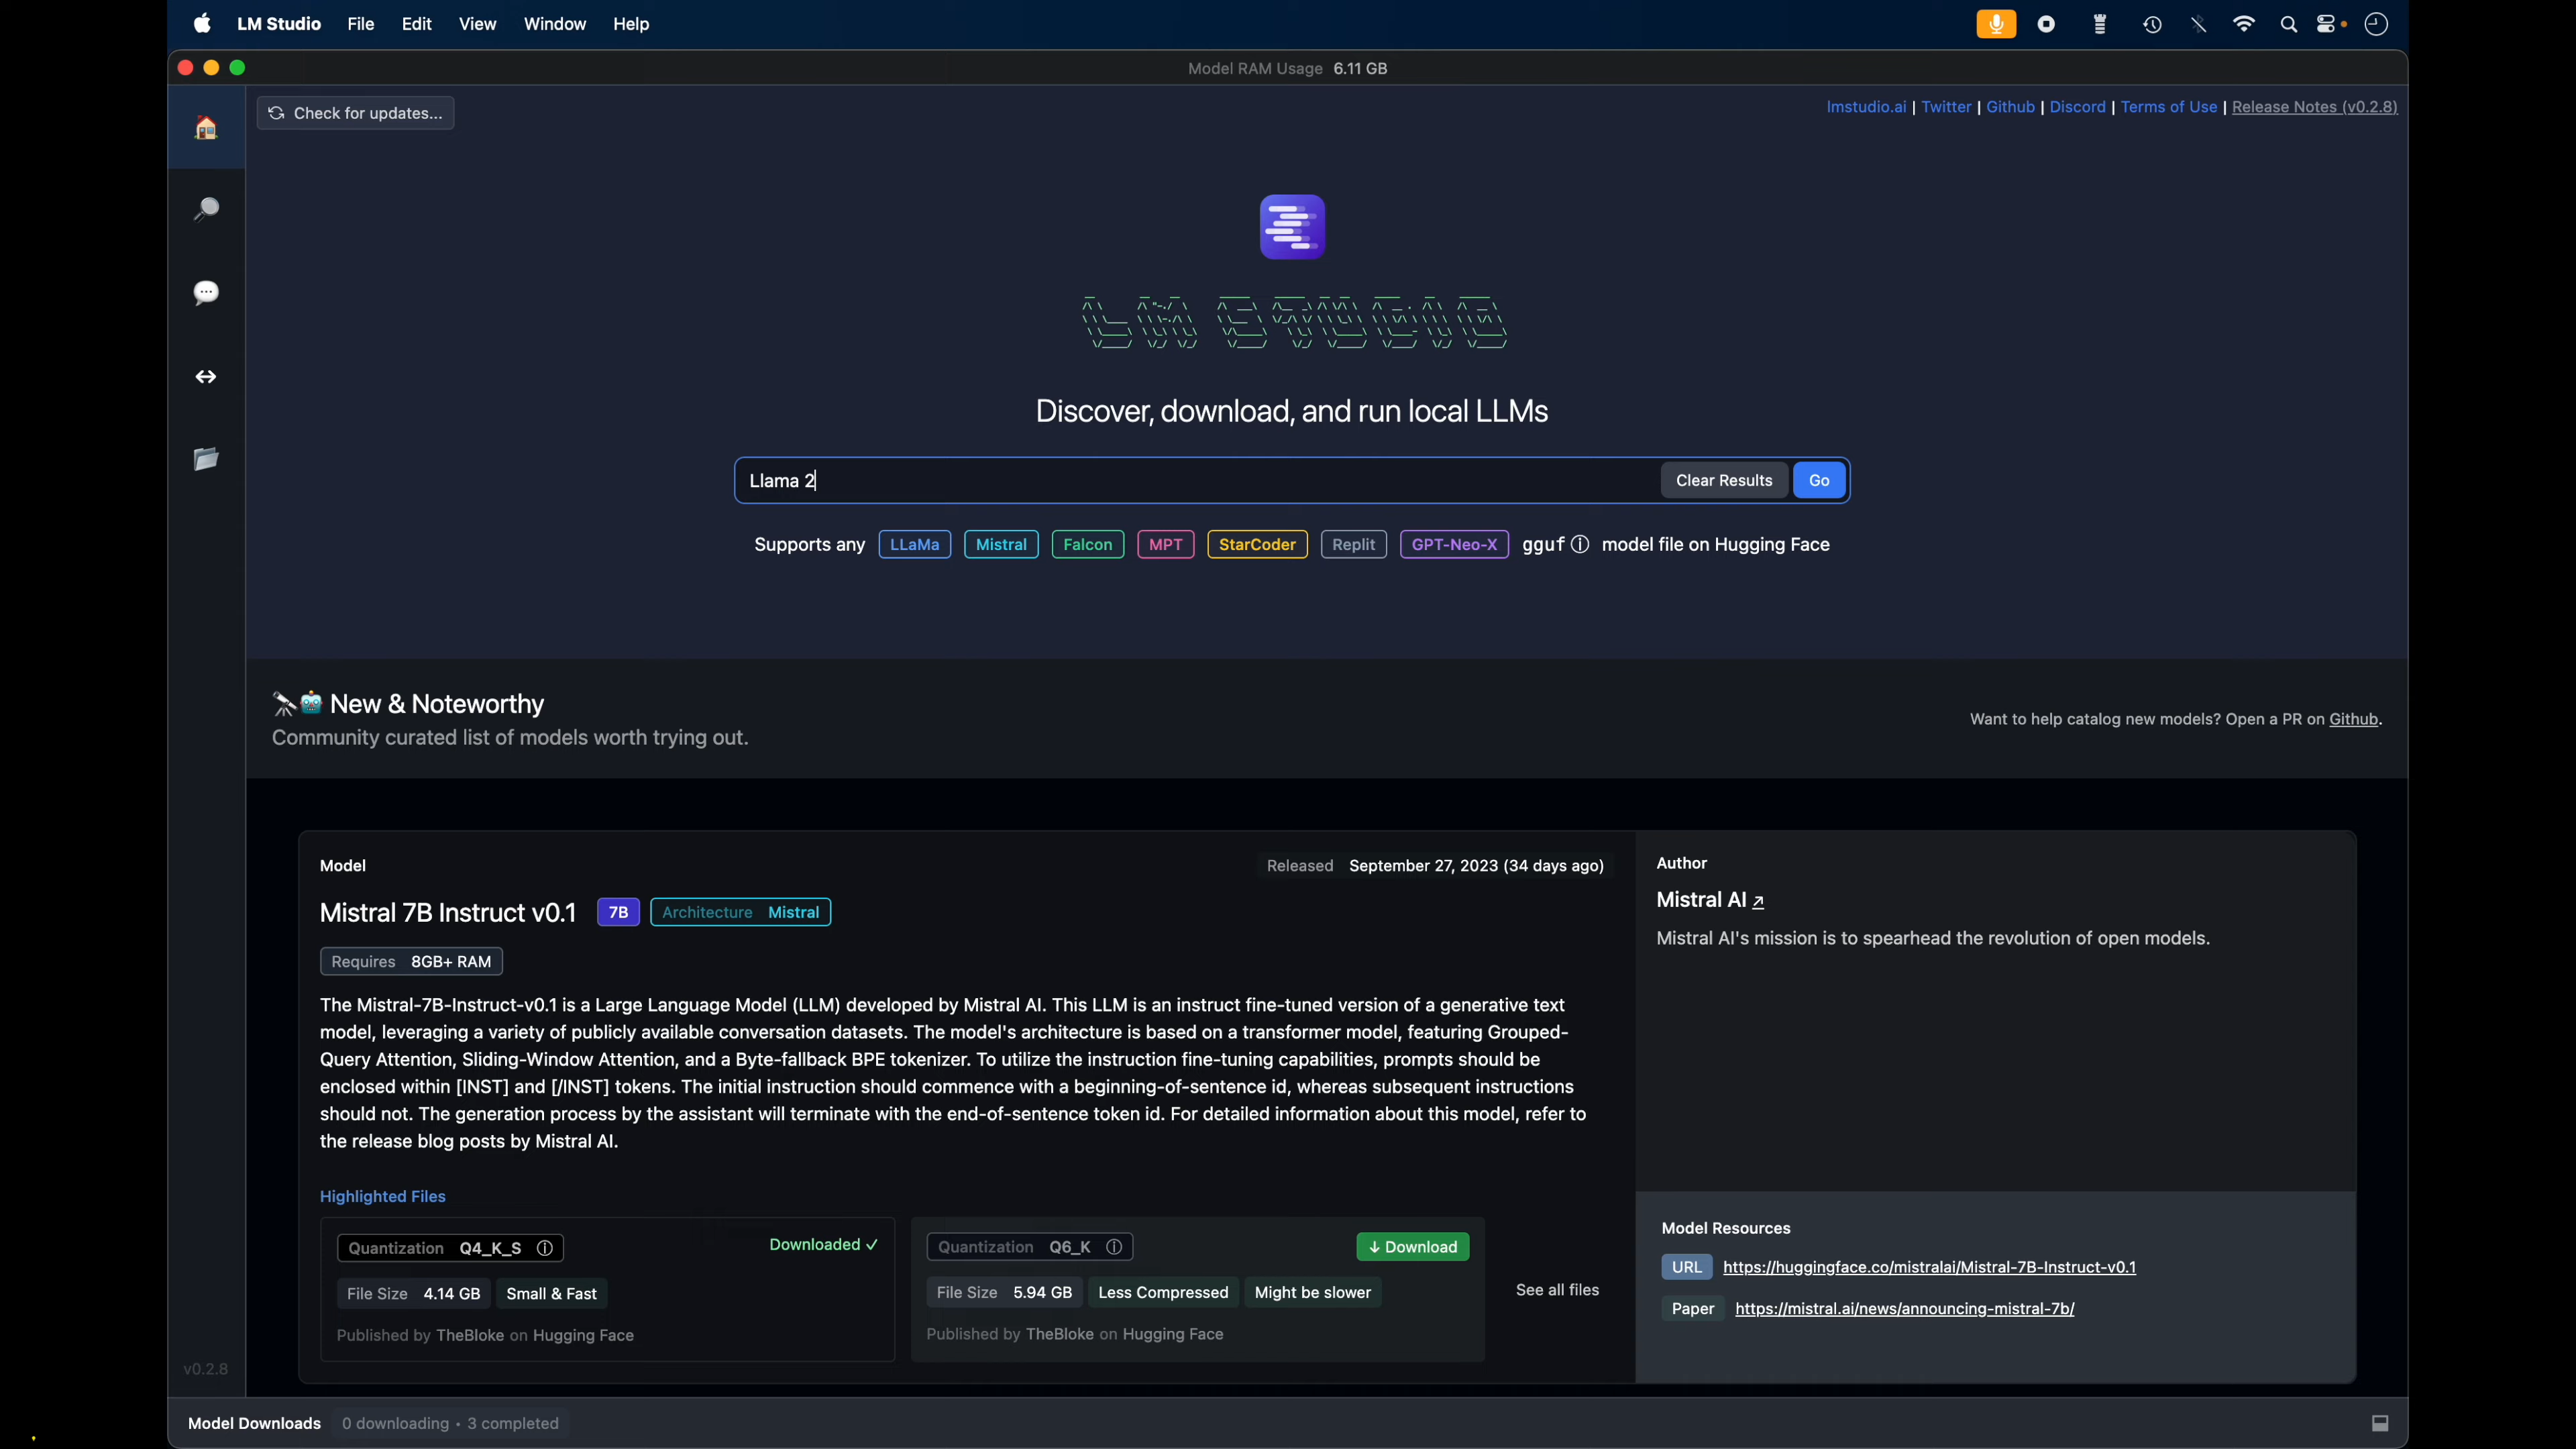 LM Studio File Edit View Window Help
Model RAM Usage 6.11 GB
Check for updates...
lmstudio.ai | Twitter | Github | Discord | Terms of Use | Release Notes (v0.2.8)
LM STUDIO
Discover, download, and run local LLMs
Llama 2
Clear Results Go
Supports any LLaMa Mistral Falcon MPT StarCoder Replit GPT-Neo-X gguf ⓘ model file on Hugging Face
New & Noteworthy
Community curated list of models worth trying out.
Want to help catalog new models? Open a PR on Github.
Model
Released September 27, 2023 (34 days ago)
Mistral 7B Instruct v0.1 7B Architecture Mistral
Requires 8GB+ RAM
The Mistral-7B-Instruct-v0.1 is a Large Language Model (LLM) developed by Mistral AI. This LLM is an instruct fine-tuned version of a generative text
model, leveraging a variety of publicly available conversation datasets. The model's architecture is based on a transformer model, featuring Grouped-
Query Attention, Sliding-Window Attention, and a Byte-fallback BPE tokenizer. To utilize the instruction fine-tuning capabilities, prompts should be
enclosed within [INST] and [/INST] tokens. The initial instruction should commence with a beginning-of-sentence id, whereas subsequent instructions
should not. The generation process by the assistant will terminate with the end-of-sentence token id. For detailed information about this model, refer to
the release blog posts by Mistral AI.
Highlighted Files
Quantization Q4_K_S ⓘ Downloaded ✓
File Size 4.14 GB Small & Fast
Published by TheBloke on Hugging Face
Quantization Q6_K ⓘ ↓ Download
File Size 5.94 GB Less Compressed Might be slower
Published by TheBloke on Hugging Face
See all files
Author
Mistral AI ↗
Mistral AI's mission is to spearhead the revolution of open models.
Model Resources
URL https://huggingface.co/mistralai/Mistral-7B-Instruct-v0.1
Paper https://mistral.ai/news/announcing-mistral-7b/
v0.2.8
Model Downloads 0 downloading • 3 completed